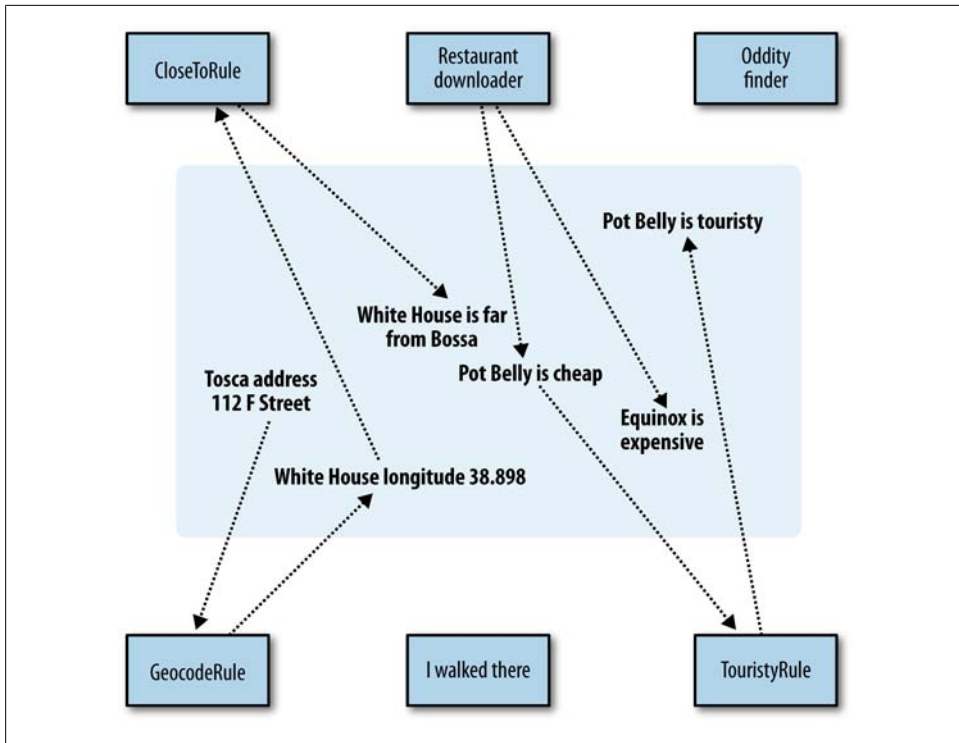 CloseToRule
Restaurant
downloader
Oddity
finder
Pot Belly is touristy
White House is far
from Bossa
Pot Belly is cheap
Tosca address
112 F Street
Equinox is
expensive
White House longitude 38.898
GeocodeRule
I walked there
TouristyRule